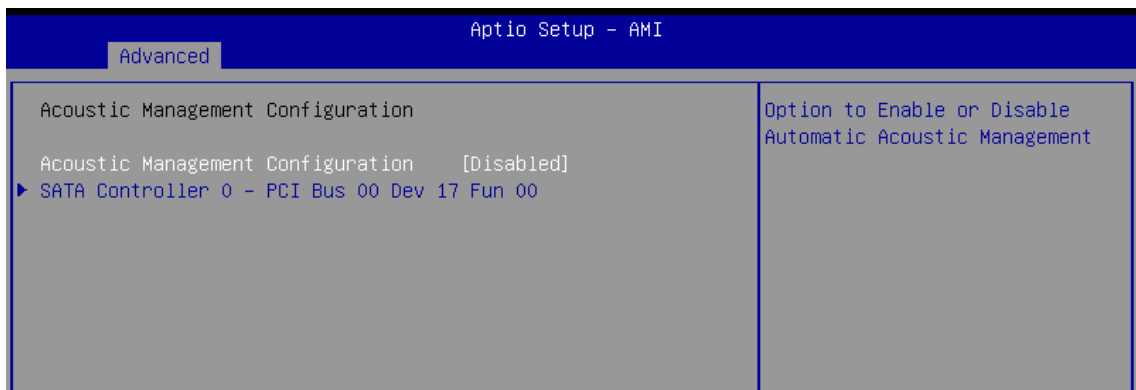 Aptio Setup – AMI
Advanced
Acoustic Management Configuration
Acoustic Management Configuration [Disabled]
SATA Controller 0 – PCI Bus 00 Dev 17 Fun 00
Option to Enable or Disable
Automatic Acoustic Management